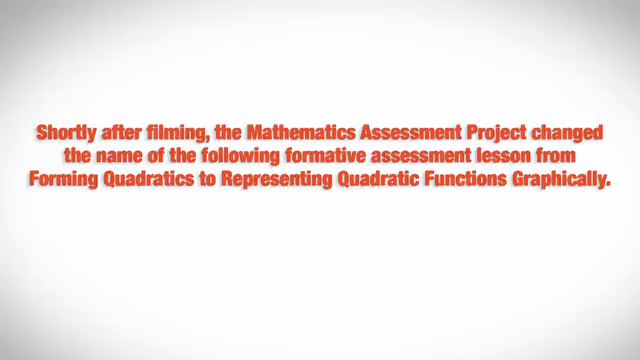 Shortly after filming, the Mathematics Assessment Project changed
the name of the following formative assessment lesson from
Forming Quadratics to Representing Quadratic Functions Graphically.